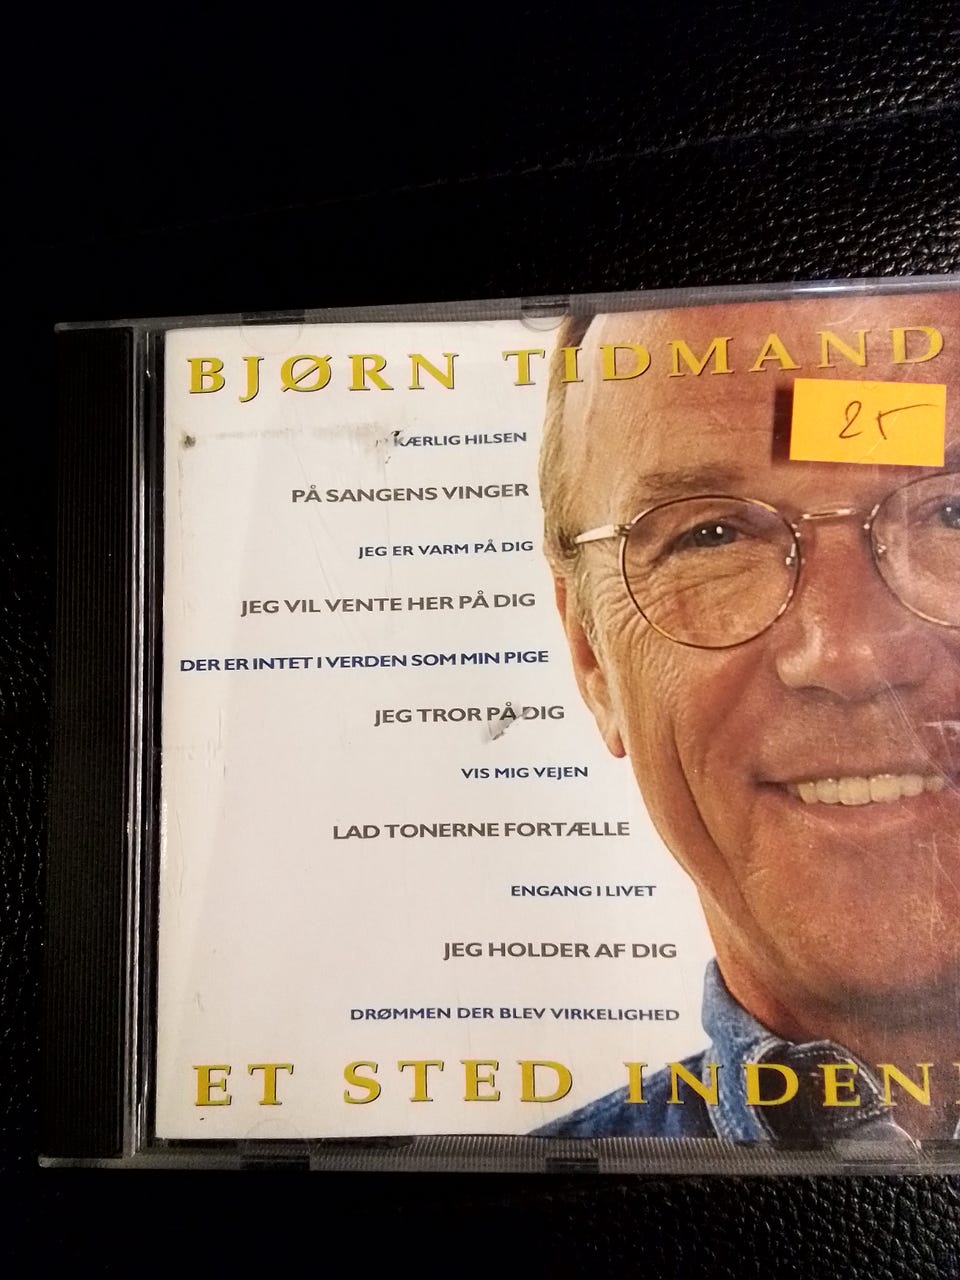 BJØRN TIDMAND
25
KÆRLIG HILSEN
PÅ SANGENS VINGER
JEG ER VARM PÅ DIG
JEG VIL VENTE HER PÅ DIG
DER ER INTET I VERDEN SOM MIN PIGE
JEG TROR PÅ DIG
VIS MIG VEJEN
LAD TONERNE FORTÆLLE
ENGANG I LIVET
JEG HOLDER AF DIG
DRØMMEN DER BLEV VIRKELIGHED
ET STED INDENI